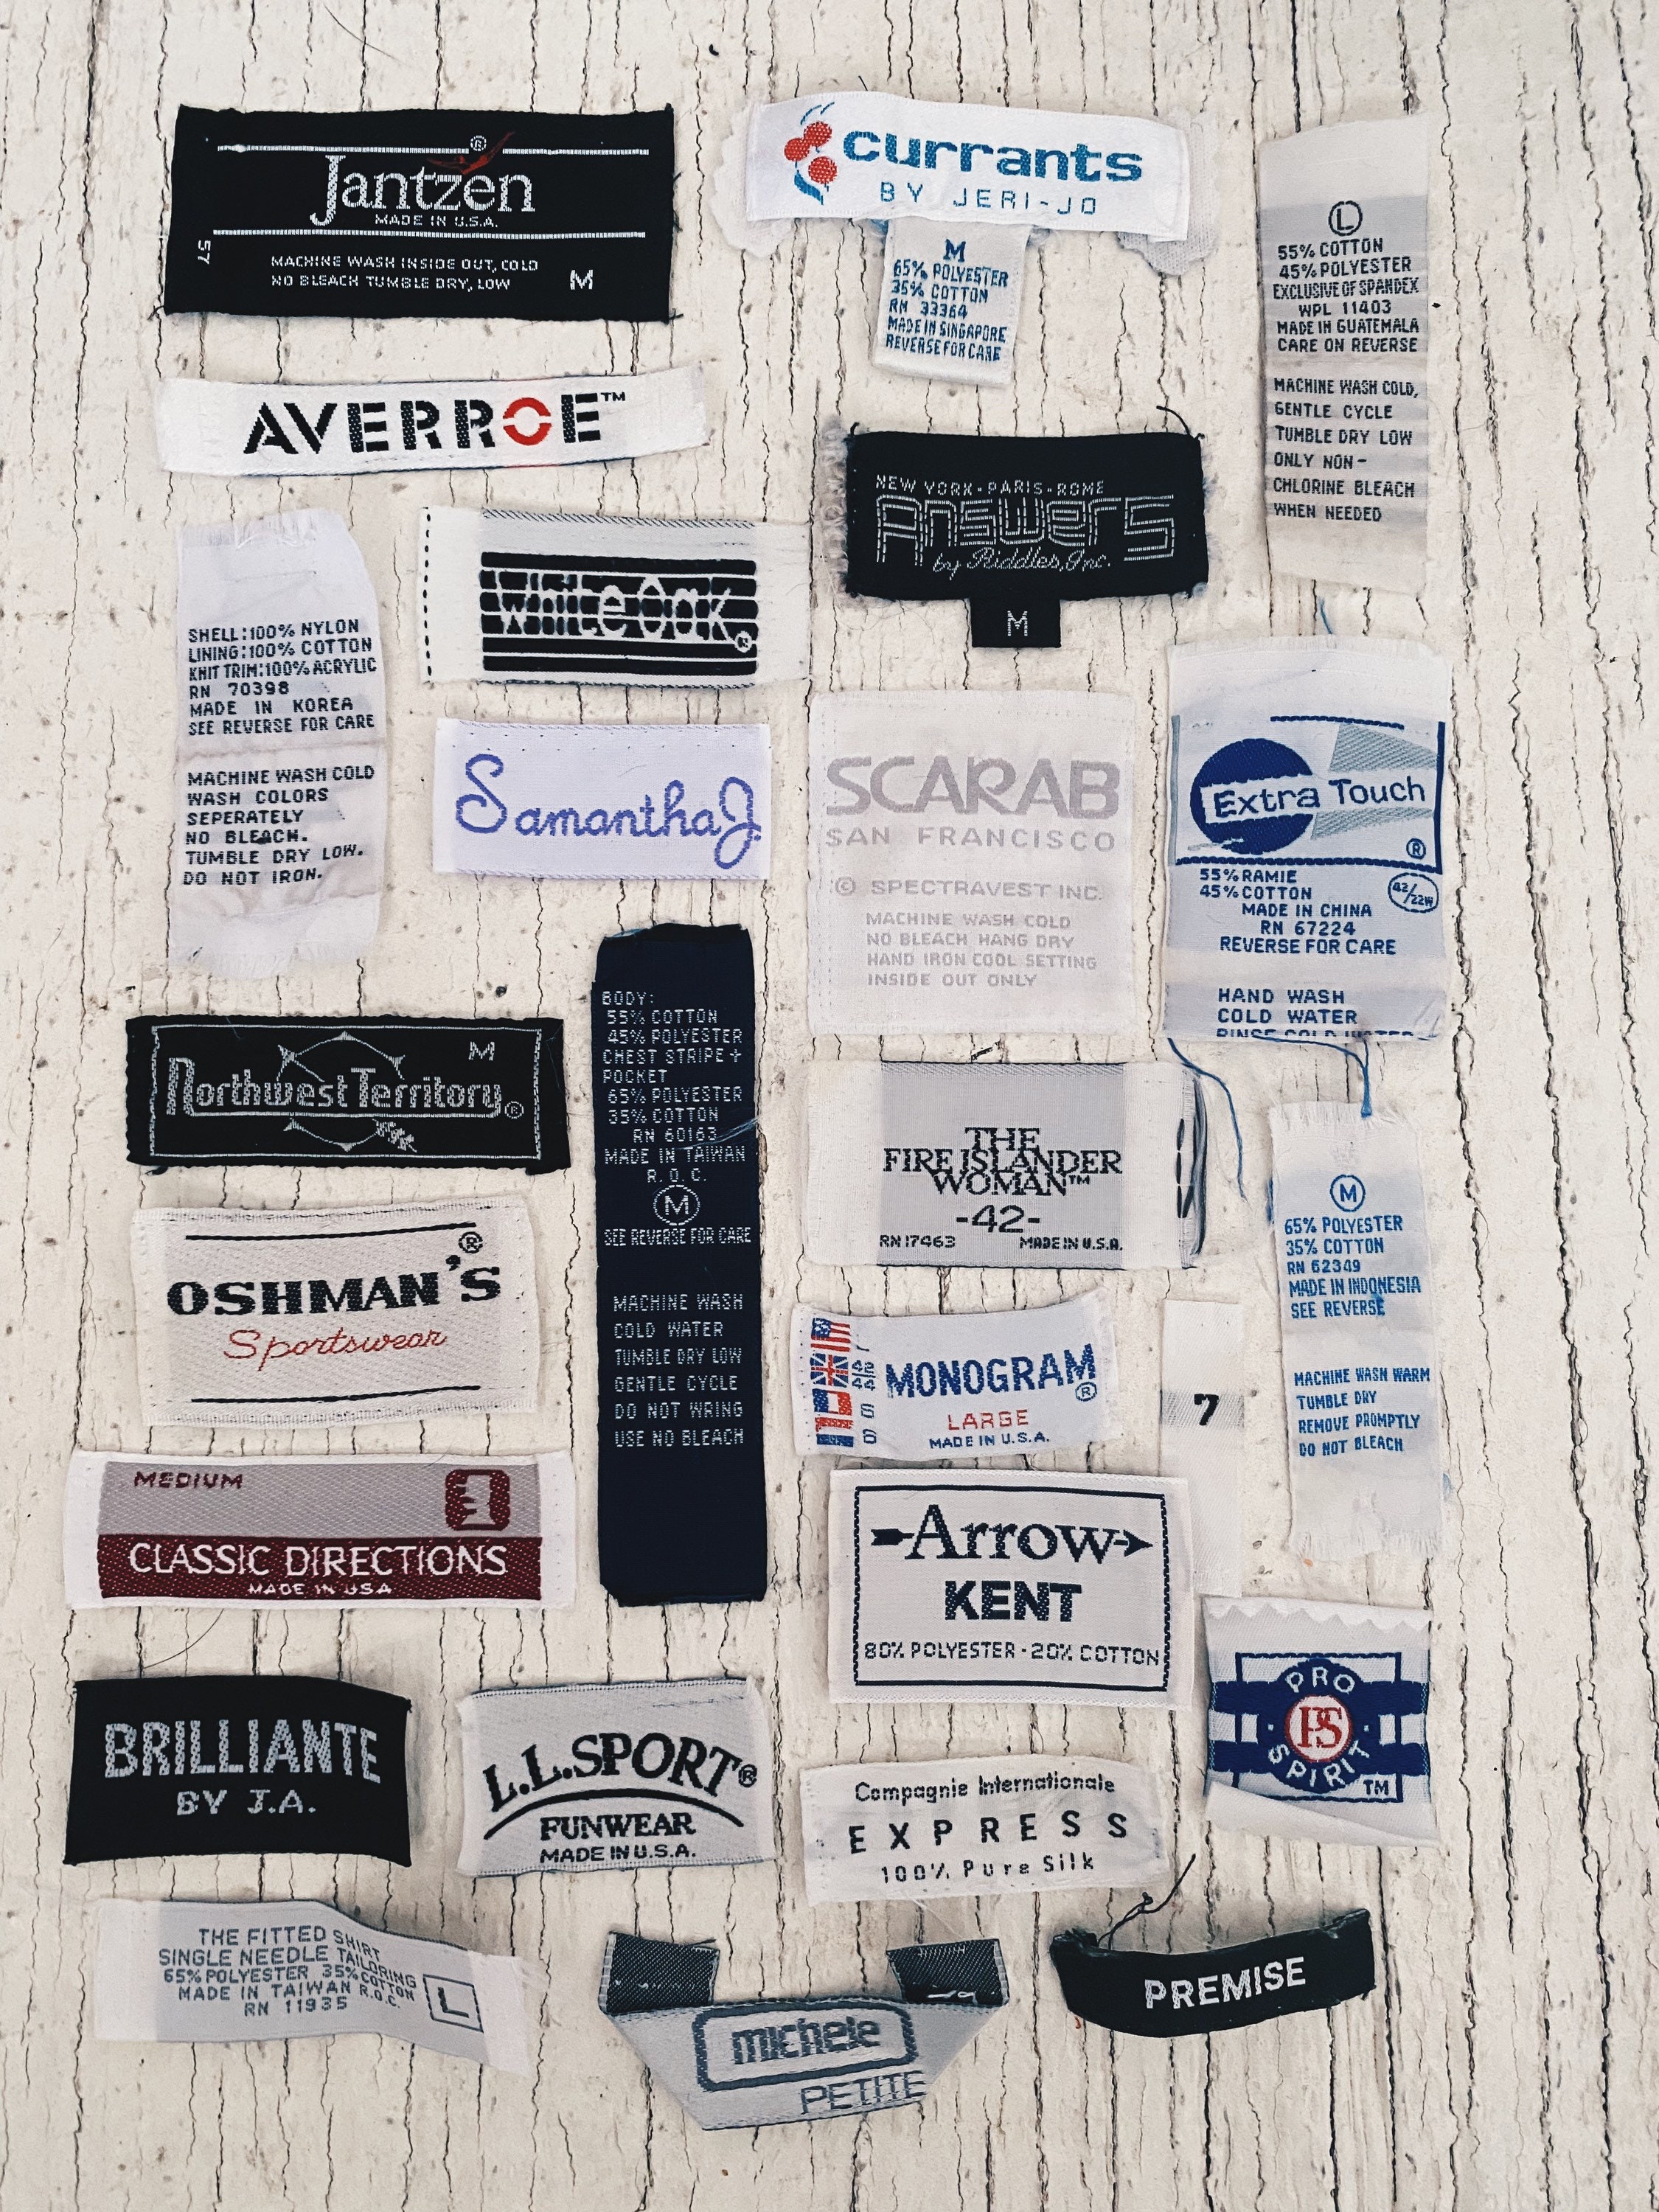 Jantzen®
MADE IN U.S.A.
57
MACHINE WASH INSIDE OUT, COLD
NO BLEACH TUMBLE DRY, LOW M
currants
BY JERI-JO
M
65% POLYESTER
35% COTTON
RN 33364
MADE IN SINGAPORE
REVERSE FOR CARE
L
55% COTTON
45% POLYESTER
EXCLUSIVE OF SPANDEX
WPL 11403
MADE IN GUATEMALA
CARE ON REVERSE
MACHINE WASH COLD,
GENTLE CYCLE
TUMBLE DRY LOW
ONLY NON-
CHLORINE BLEACH
WHEN NEEDED
AVERROE™
NEW YORK-PARIS-ROME
Answers
by Riddles, Inc.
M
SHELL:100% NYLON
LINING:100% COTTON
KNIT TRIM:100% ACRYLIC
RN 70398
MADE IN KOREA
SEE REVERSE FOR CARE
MACHINE WASH COLD
WASH COLORS
SEPERATELY
NO BLEACH.
TUMBLE DRY LOW.
DO NOT IRON.
®
Samantha J.
SCARAB
SAN FRANCISCO
© SPECTRAVEST INC.
MACHINE WASH COLD
NO BLEACH HANG DRY
HAND IRON COOL SETTING
INSIDE OUT ONLY
Extra Touch
®
55% RAMIE
45% COTTON
42/22W
MADE IN CHINA
RN 67224
REVERSE FOR CARE
HAND WASH
COLD WATER
RINSE COLD WATER
M
Northwest Territory®
BODY:
55% COTTON
45% POLYESTER
CHEST STRIPE +
POCKET
65% POLYESTER
35% COTTON
RN 60163
MADE IN TAIWAN
R.O.C.
M
SEE REVERSE FOR CARE
MACHINE WASH
COLD WATER
TUMBLE DRY LOW
GENTLE CYCLE
DO NOT WRING
USE NO BLEACH
THE
FIRE ISLANDER
WOMAN™
-42-
RN 17463 MADE IN U.S.A.
M
65% POLYESTER
35% COTTON
RN 62349
MADE IN INDONESIA
SEE REVERSE
MACHINE WASH WARM
TUMBLE DRY
REMOVE PROMPTLY
DO NOT BLEACH
OSHMAN'S®
Sportswear
MONOGRAM®
LARGE
MADE IN U.S.A.
7
MEDIUM
CLASSIC DIRECTIONS
MADE IN USA
Arrow
KENT
80% POLYESTER - 20% COTTON
PRO
PS
SPIRIT
TM
BRILLIANTE
BY J.A.
L.L.SPORT®
FUNWEAR
MADE IN U.S.A.
Compagnie Internationale
EXPRESS
100% Pure Silk
THE FITTED SHIRT
SINGLE NEEDLE TAILORING
65% POLYESTER 35% COTTON
MADE IN TAIWAN R.O.C.
RN 11935
L
michele
PETITE
PREMISE